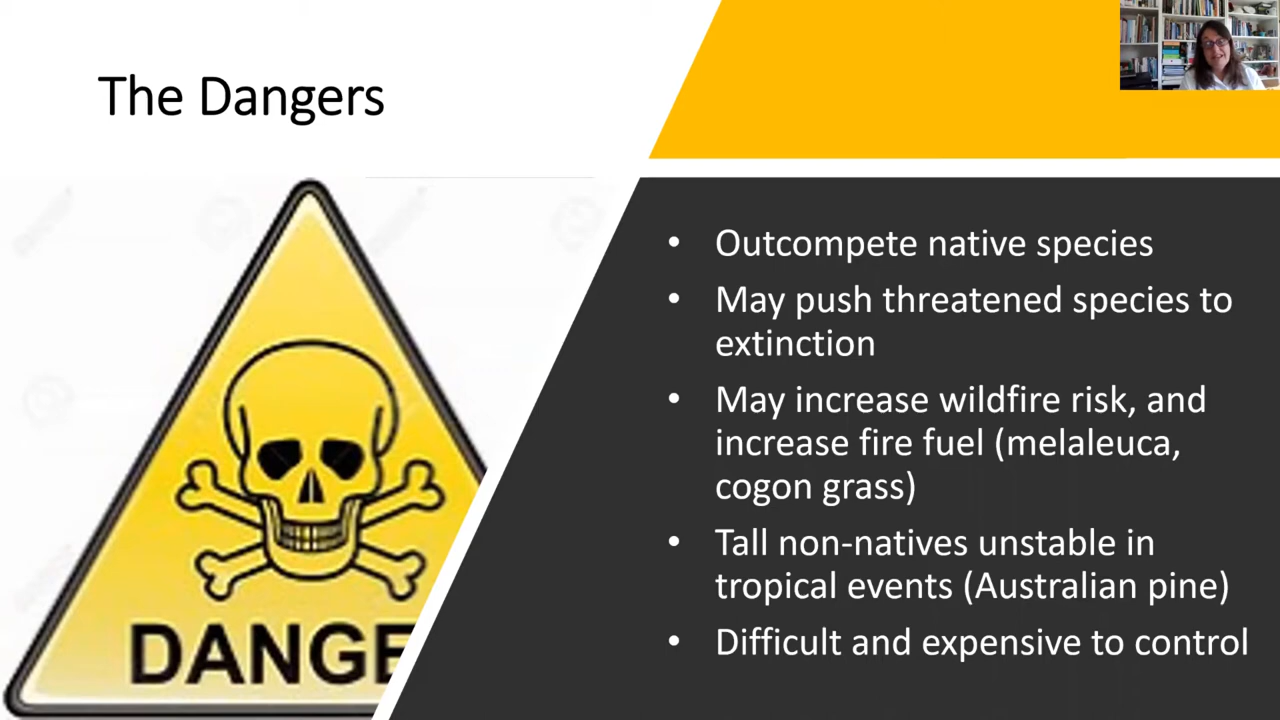 The Dangers
• Outcompete native species
• May push threatened species to
extinction
• May increase wildfire risk, and
increase fire fuel (melaleuca,
cogon grass)
• Tall non-natives unstable in
tropical events (Australian pine)
• Difficult and expensive to control
DANGE